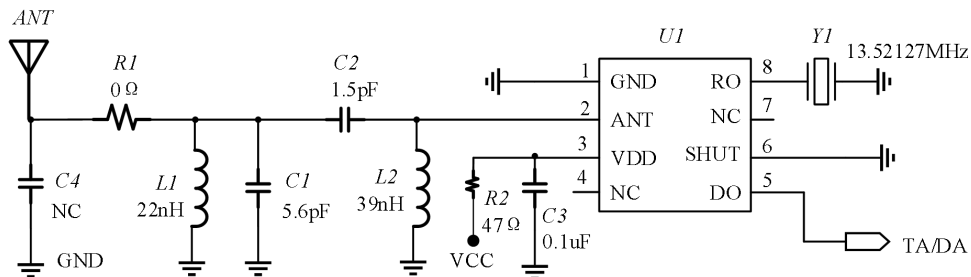 ANT
R1
0Ω
C2
1.5pF
U1
Y1
13.52127MHz
1
GND
RO
8
2
ANT
NC
7
3
VDD
SHUT
6
4
NC
DO
5
C4
NC
L1
22nH
C1
5.6pF
L2
39nH
R2
47Ω
C3
0.1uF
GND
VCC
TA/DA